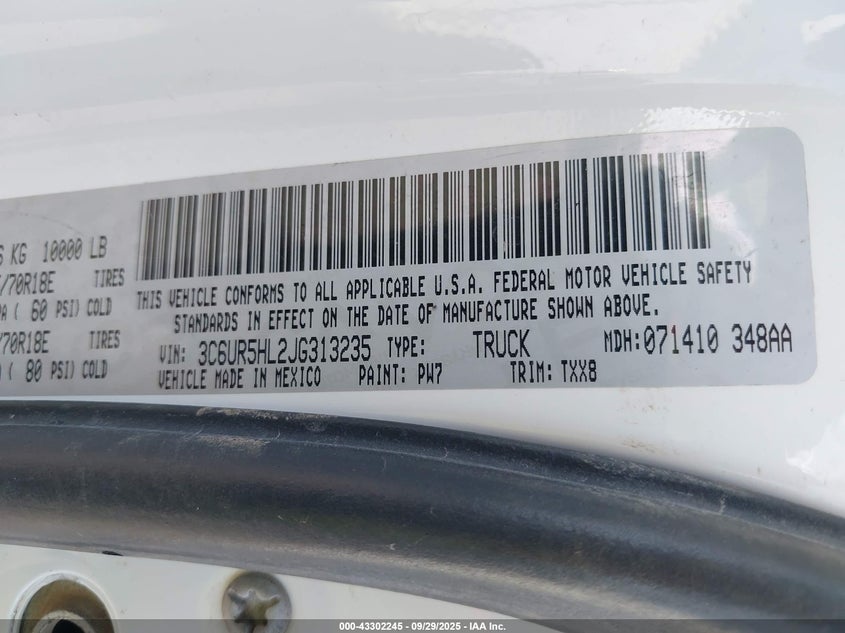 6 KG 10000 LB
/70R18E TIRES
PA ( 60 PSI) COLD
/70R18E TIRES
( 80 PSI) COLD
THIS VEHICLE CONFORMS TO ALL APPLICABLE U.S.A. FEDERAL MOTOR VEHICLE SAFETY
STANDARDS IN EFFECT ON THE DATE OF MANUFACTURE SHOWN ABOVE.
VIN: 3C6UR5HL2JG313235 TYPE: TRUCK MDH:071410 348AA
VEHICLE MADE IN MEXICO PAINT: PW7 TRIM: TXX8
000-43302245 - 09/29/2025 - IAA Inc.